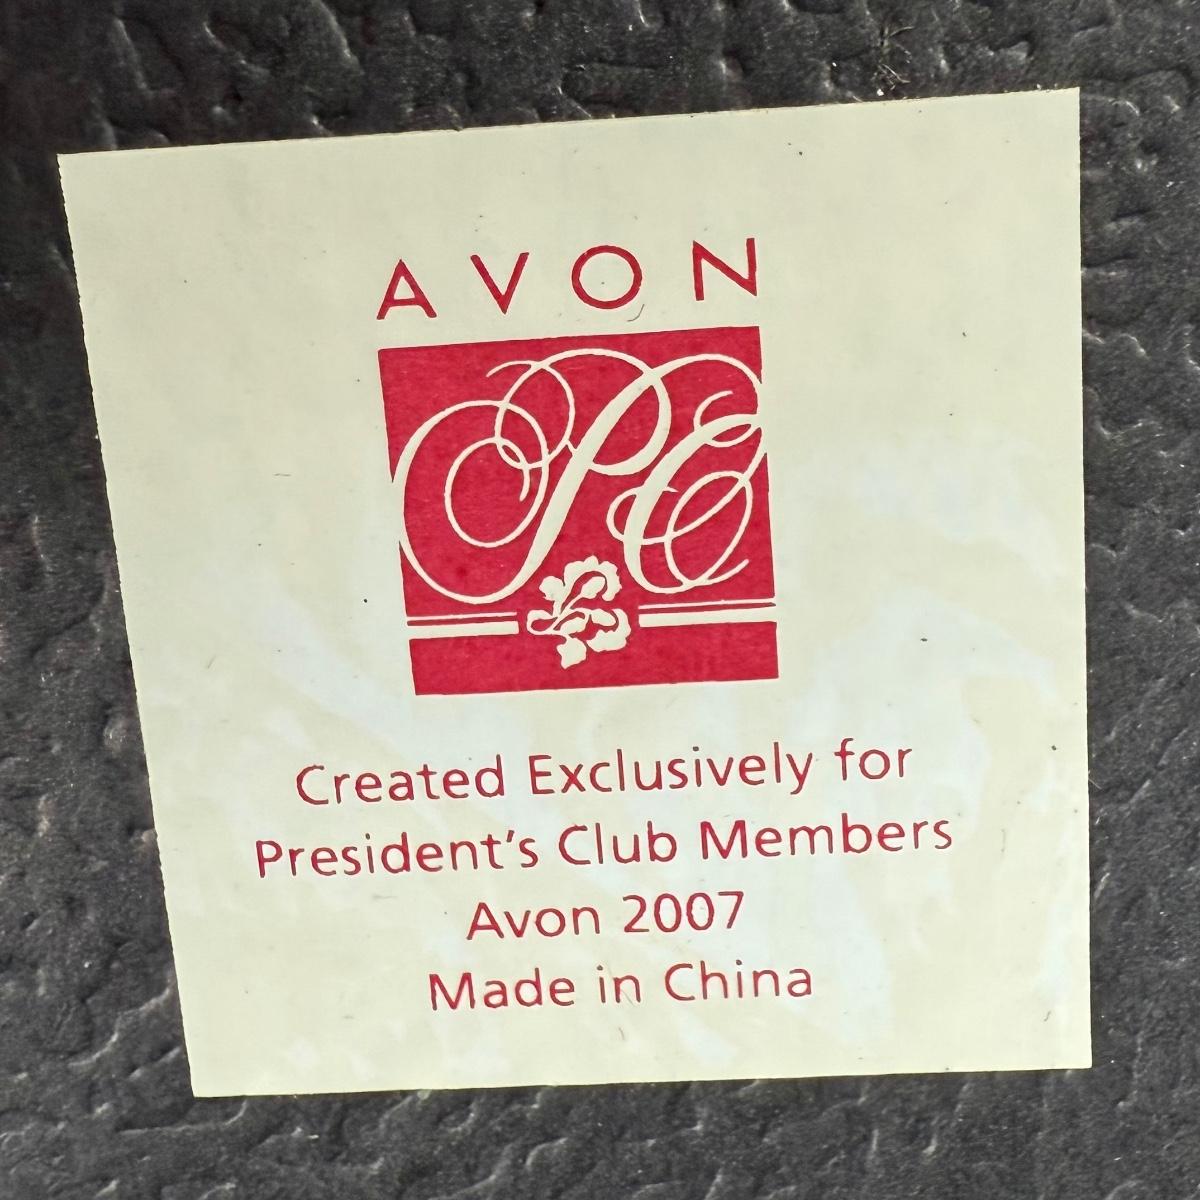 AVON
PC
Created Exclusively for
President's Club Members
Avon 2007
Made in China